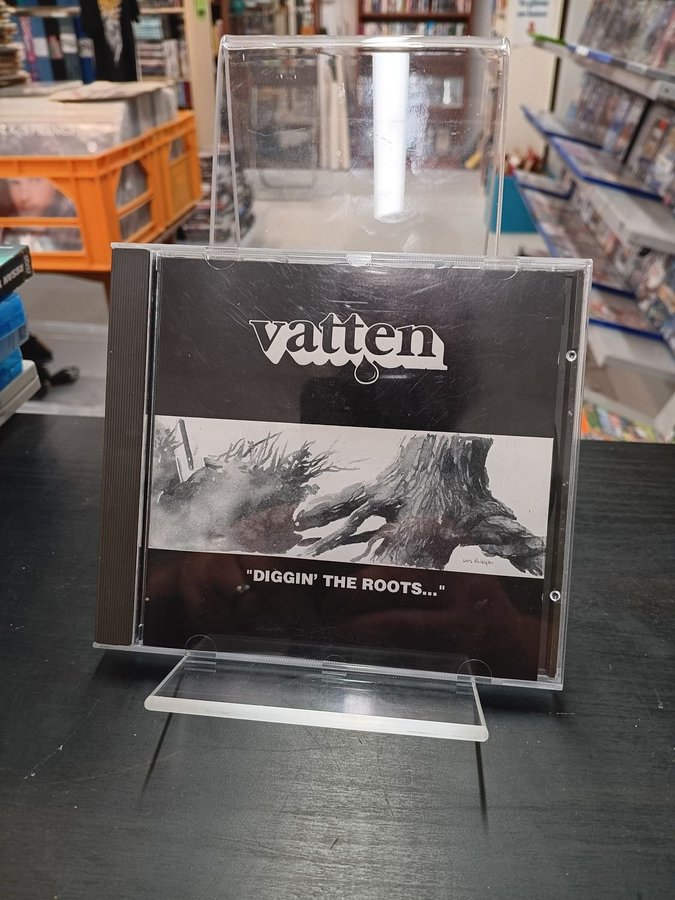 vatten
"DIGGIN' THE ROOTS..."